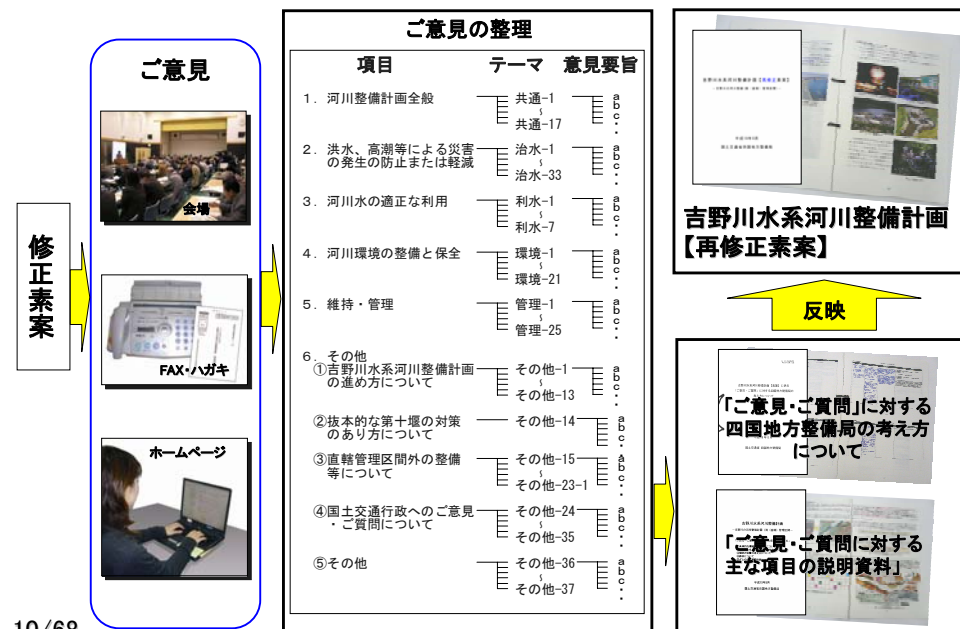 修正素案
ご意見
会場
FAX・ハガキ
ホームページ
ご意見の整理
項目 テーマ 意見要旨
1. 河川整備計画全般 共通-1 a b c ・・
~
共通-17
2. 洪水、高潮等による災害 治水-1 a b c ・・
の発生の防止または軽減 ~
治水-33
3. 河川水の適正な利用 利水-1 a b c ・・
~
利水-7
4. 河川環境の整備と保全 環境-1 a b c ・・
~
環境-21
5. 維持・管理 管理-1 a b c ・・
~
管理-25
6. その他
①吉野川水系河川整備計画 その他-1 a b c ・・
の進め方について ~
その他-13
②抜本的な第十堰の対策 その他-14 a b c ・・
のあり方について
③直轄管理区間外の整備 その他-15 a b c ・・
等について ~
その他-23-1
④国土交通行政へのご意見 その他-24 a b c ・・
・ご質問について ~
その他-35
⑤その他 その他-36 a b c ・・
~
その他-37
吉野川水系河川整備計画
【再修正素案】
反映
「ご意見・ご質問」に対する
四国地方整備局の考え方
について
吉野川水系河川整備計画
「ご意見・ご質問に対する
主な項目の説明資料」
10/68